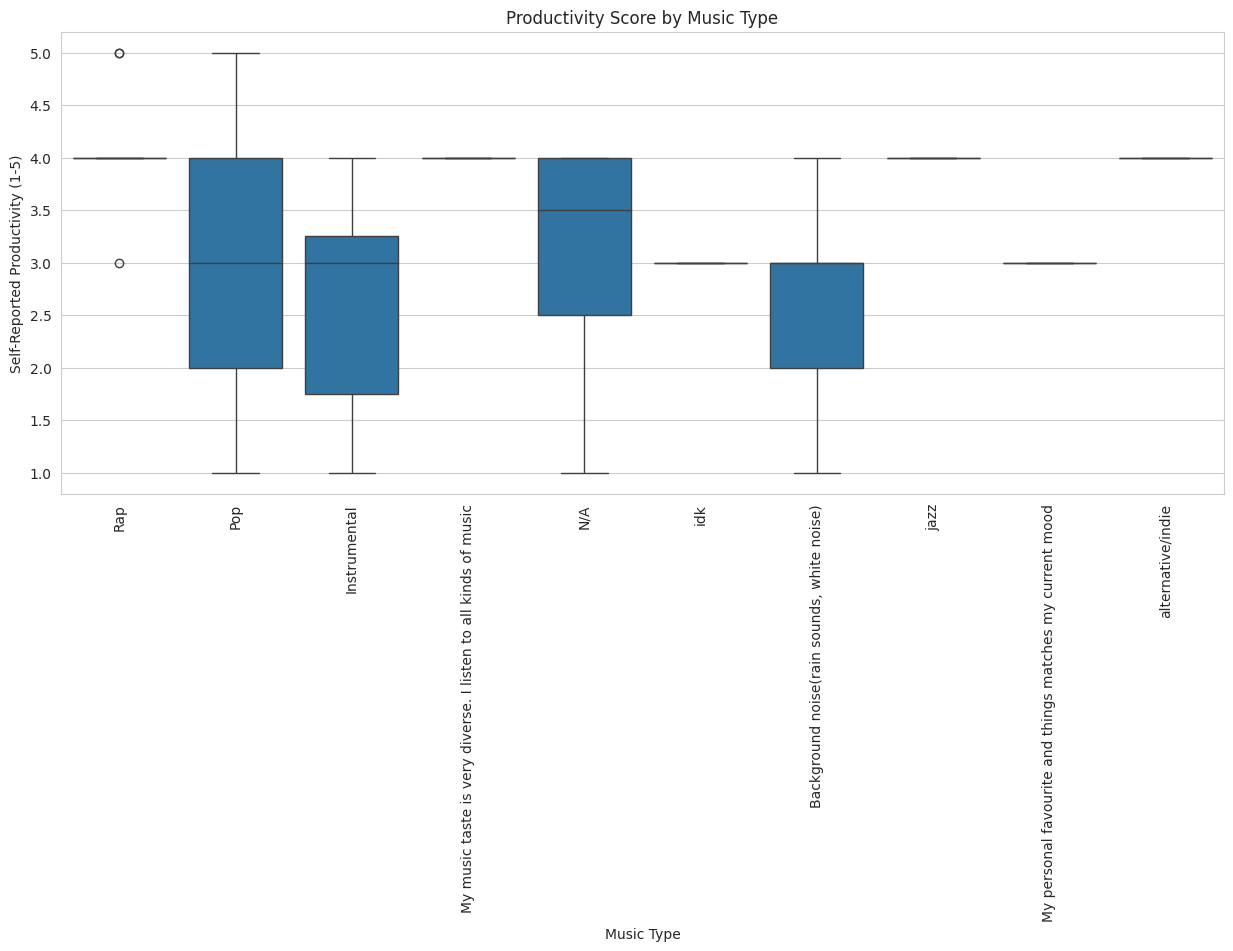 Productivity Score by Music Type
Self-Reported Productivity (1-5)
5.0
4.5
4.0
3.5
3.0
2.5
2.0
1.5
1.0
Rap
Pop
Instrumental
My music taste is very diverse. I listen to all kinds of music
N/A
idk
Background noise(rain sounds, white noise)
jazz
My personal favourite and things matches my current mood
alternative/indie
Music Type